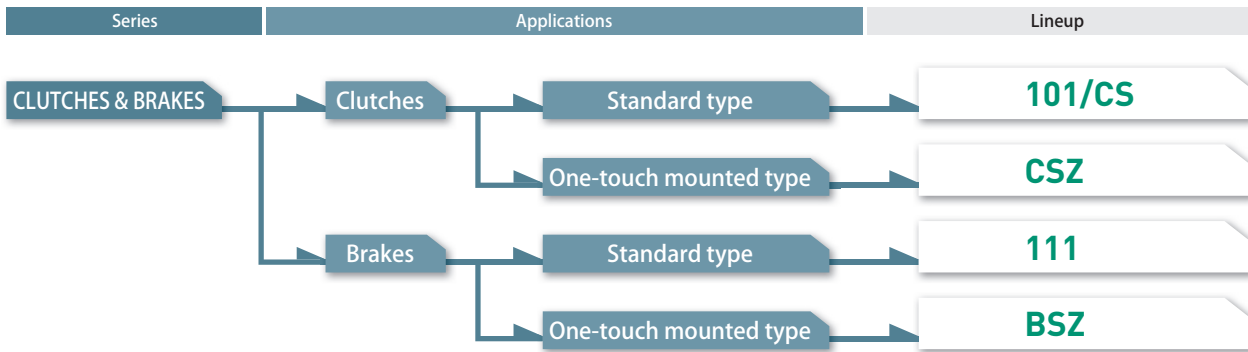 Series Applications Lineup
CLUTCHES & BRAKES Clutches Standard type 101/CS
One-touch mounted type CSZ
Brakes Standard type 111
One-touch mounted type BSZ